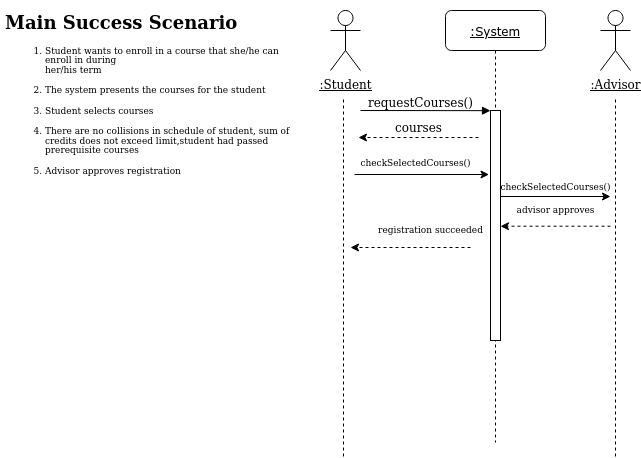 Main Success Scenario
1. Student wants to enroll in a course that she/he can
enroll in during
her/his term
2. The system presents the courses for the student
3. Student selects courses
4. There are no collisions in schedule of student, sum of
credits does not exceed limit,student had passed
prerequisite courses
5. Advisor approves registration
:Student
:System
:Advisor
requestCourses()
courses
checkSelectedCourses()
checkSelectedCourses()
advisor approves
registration succeeded